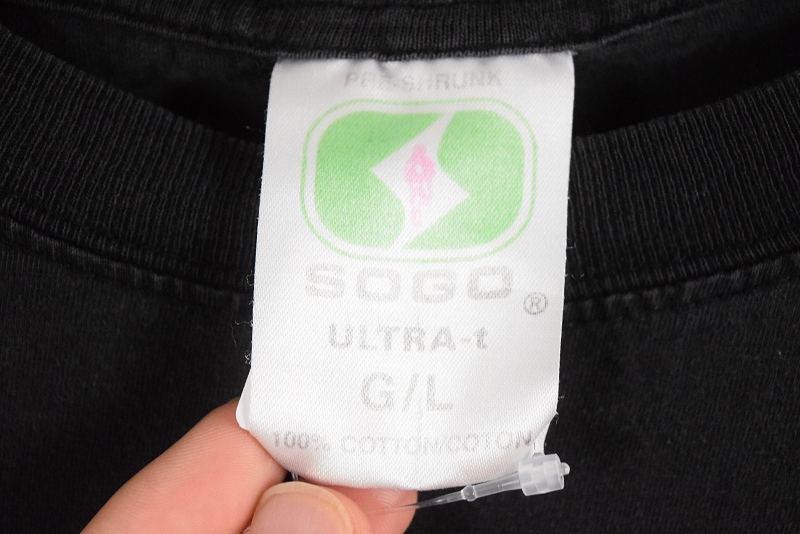 PRE-SHRUNK
SOGO®
ULTRA-t
G/L
100% COTTON/COTON